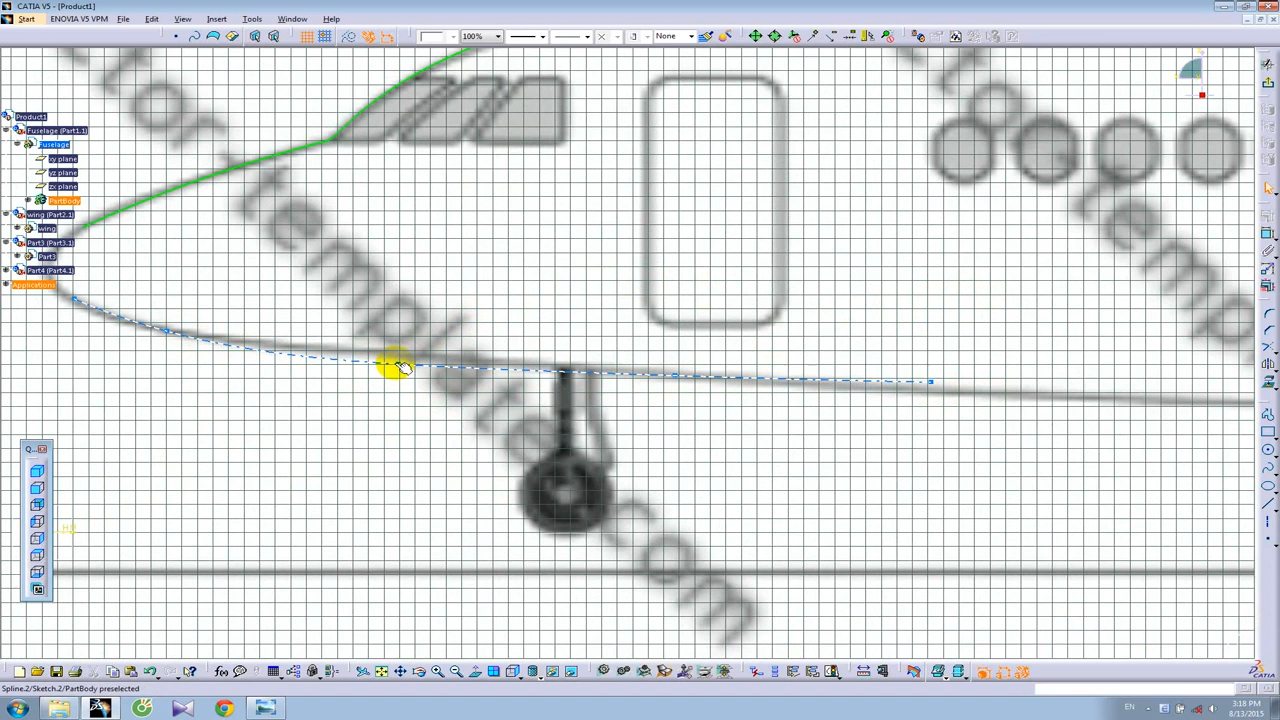 CATIA V5 - [Product1]
Start ENOVIA V5 VPM File Edit View Insert Tools Window Help
100% None
Product1
Fuselage (Part1.1)
Fuselage
xy plane
yz plane
zx plane
PartBody
wing (Part2.1)
wing
Part3 (Part3.1)
Part3
Part4 (Part4.1)
Applications
Q...
Spline.2/Sketch.2/PartBody preselected
CATIA
EN
3:18 PM
8/13/2015